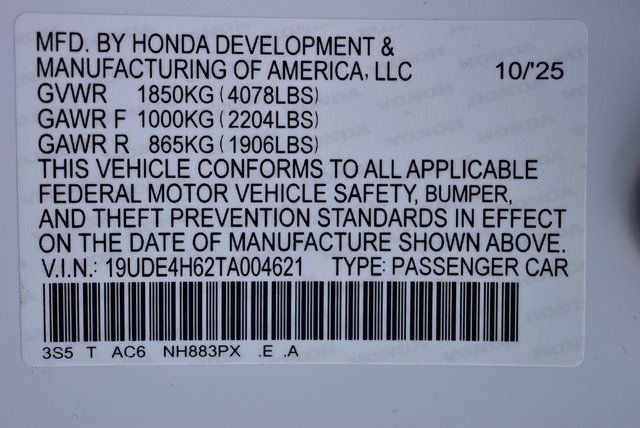 MFD. BY HONDA DEVELOPMENT &
MANUFACTURING OF AMERICA, LLC 10/'25
GVWR 1850KG (4078LBS)
GAWR F 1000KG (2204LBS)
GAWR R 865KG (1906LBS)
THIS VEHICLE CONFORMS TO ALL APPLICABLE
FEDERAL MOTOR VEHICLE SAFETY, BUMPER,
AND THEFT PREVENTION STANDARDS IN EFFECT
ON THE DATE OF MANUFACTURE SHOWN ABOVE.
V.I.N.: 19UDE4H62TA004621 TYPE: PASSENGER CAR
3S5 T AC6 NH883PX .E .A